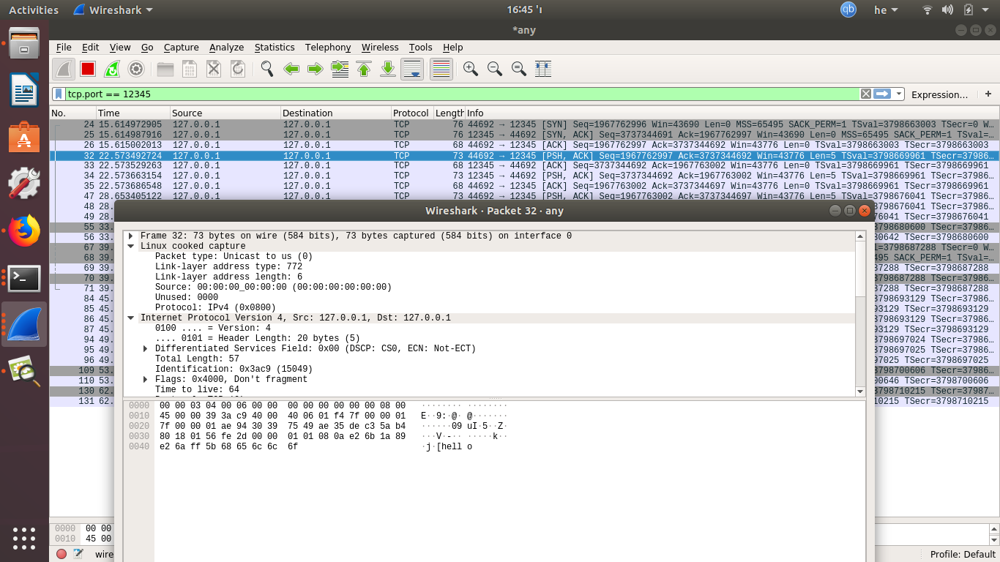 Activities Wireshark 16:45 'ו he
*any
File Edit View Go Capture Analyze Statistics Telephony Wireless Tools Help
tcp.port == 12345 Expression… +
No. Time Source Destination Protocol Length Info
24 15.614972905 127.0.0.1 127.0.0.1 TCP 76 44692 → 12345 [SYN] Seq=1967762996 Win=43690 Len=0 MSS=65495 SACK_PERM=1 TSval=3798663003 TSecr=0 W…
25 15.614987916 127.0.0.1 127.0.0.1 TCP 76 12345 → 44692 [SYN, ACK] Seq=3737344691 Ack=1967762997 Win=43690 Len=0 MSS=65495 SACK_PERM=1 TSval=…
26 15.615002013 127.0.0.1 127.0.0.1 TCP 68 44692 → 12345 [ACK] Seq=1967762997 Ack=3737344692 Win=43776 Len=0 TSval=3798663003 TSecr=3798663003
32 22.573492724 127.0.0.1 127.0.0.1 TCP 73 44692 → 12345 [PSH, ACK] Seq=1967762997 Ack=3737344692 Win=43776 Len=5 TSval=3798669961 TSecr=3798…
33 22.573529263 127.0.0.1 127.0.0.1 TCP 68 12345 → 44692 [ACK] Seq=3737344692 Ack=1967763002 Win=43776 Len=0 TSval=3798669961 TSecr=3798669961
34 22.573663154 127.0.0.1 127.0.0.1 TCP 73 12345 → 44692 [PSH, ACK] Seq=3737344692 Ack=1967763002 Win=43776 Len=5 TSval=3798669961 TSecr=3798…
35 22.573686548 127.0.0.1 127.0.0.1 TCP 68 44692 → 12345 [ACK] Seq=1967763002 Ack=3737344697 Win=43776 Len=0 TSval=3798669961 TSecr=3798669961
47 28.653405122 127.0.0.1 127.0.0.1 TCP 73 44692 → 12345 [PSH, ACK] Seq=1967763002 Ack=3737344697 Win=43776 Len=5 TSval=3798676041 TSecr=3798…
48 28. 76041 TSecr=3798676041
49 28. 6041 TSecr=3798676041
55 33. 3798680600 TSecr=37986…
56 33. 80642 TSecr=3798680600
67 39. l=3798687288 TSecr=0 W…
68 39. 495 SACK_PERM=1 TSval=…
69 39. 87288 TSecr=3798687288
70 39. 3798687288 TSecr=37986…
71 39. 87288 TSecr=3798687288
84 45. 3798693129 TSecr=37986…
85 45. 93129 TSecr=3798693129
86 45. 3798693129 TSecr=37986…
87 45. 93129 TSecr=3798693129
94 49. 3798697024 TSecr=37986…
95 49. 97025 TSecr=3798697024
96 49. 97025 TSecr=3798697025
109 53. 3798700606 TSecr=37986…
110 53. 00646 TSecr=3798700606
130 62. 3798710215 TSecr=37986…
131 62. 10215 TSecr=3798710215
Wireshark · Packet 32 · any
Frame 32: 73 bytes on wire (584 bits), 73 bytes captured (584 bits) on interface 0
Linux cooked capture
Packet type: Unicast to us (0)
Link-layer address type: 772
Link-layer address length: 6
Source: 00:00:00_00:00:00 (00:00:00:00:00:00)
Unused: 0000
Protocol: IPv4 (0x0800)
Internet Protocol Version 4, Src: 127.0.0.1, Dst: 127.0.0.1
0100 .... = Version: 4
.... 0101 = Header Length: 20 bytes (5)
Differentiated Services Field: 0x00 (DSCP: CS0, ECN: Not-ECT)
Total Length: 57
Identification: 0x3ac9 (15049)
Flags: 0x4000, Don't fragment
Time to live: 64
0000 00 00 03 04 00 06 00 00 00 00 00 00 00 00 08 00 ········ ········
0010 45 00 00 39 3a c9 40 00 40 06 01 f4 7f 00 00 01 E··9:·@· @·······
0020 7f 00 00 01 ae 94 30 39 75 49 ae 35 de c3 5a b4 ······09 uI·5··Z·
0030 80 18 01 56 fe 2d 00 00 01 01 08 0a e2 6b 1a 89 ···V·-·· ·····k··
0040 e2 6a ff 5b 68 65 6c 6c 6f ·j·[hell o
0000 00 00
0010 45 00
wire Profile: Default